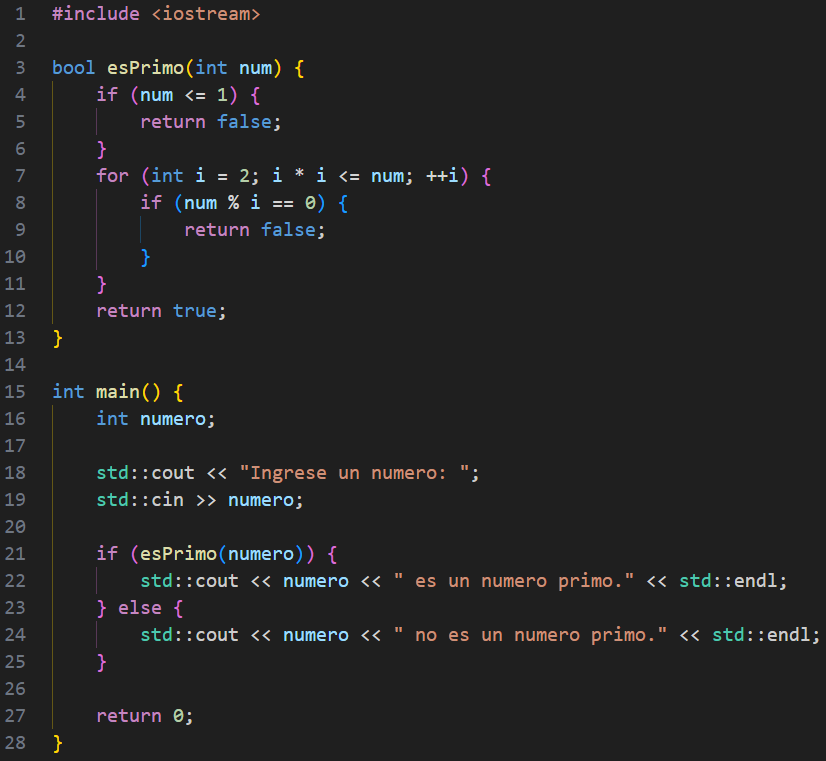 1 #include <iostream>
2
3 bool esPrimo(int num) {
4     if (num <= 1) {
5         return false;
6     }
7     for (int i = 2; i * i <= num; ++i) {
8         if (num % i == 0) {
9             return false;
10         }
11     }
12     return true;
13 }
14
15 int main() {
16     int numero;
17
18     std::cout << "Ingrese un numero: ";
19     std::cin >> numero;
20
21     if (esPrimo(numero)) {
22         std::cout << numero << " es un numero primo." << std::endl;
23     } else {
24         std::cout << numero << " no es un numero primo." << std::endl;
25     }
26
27     return 0;
28 }